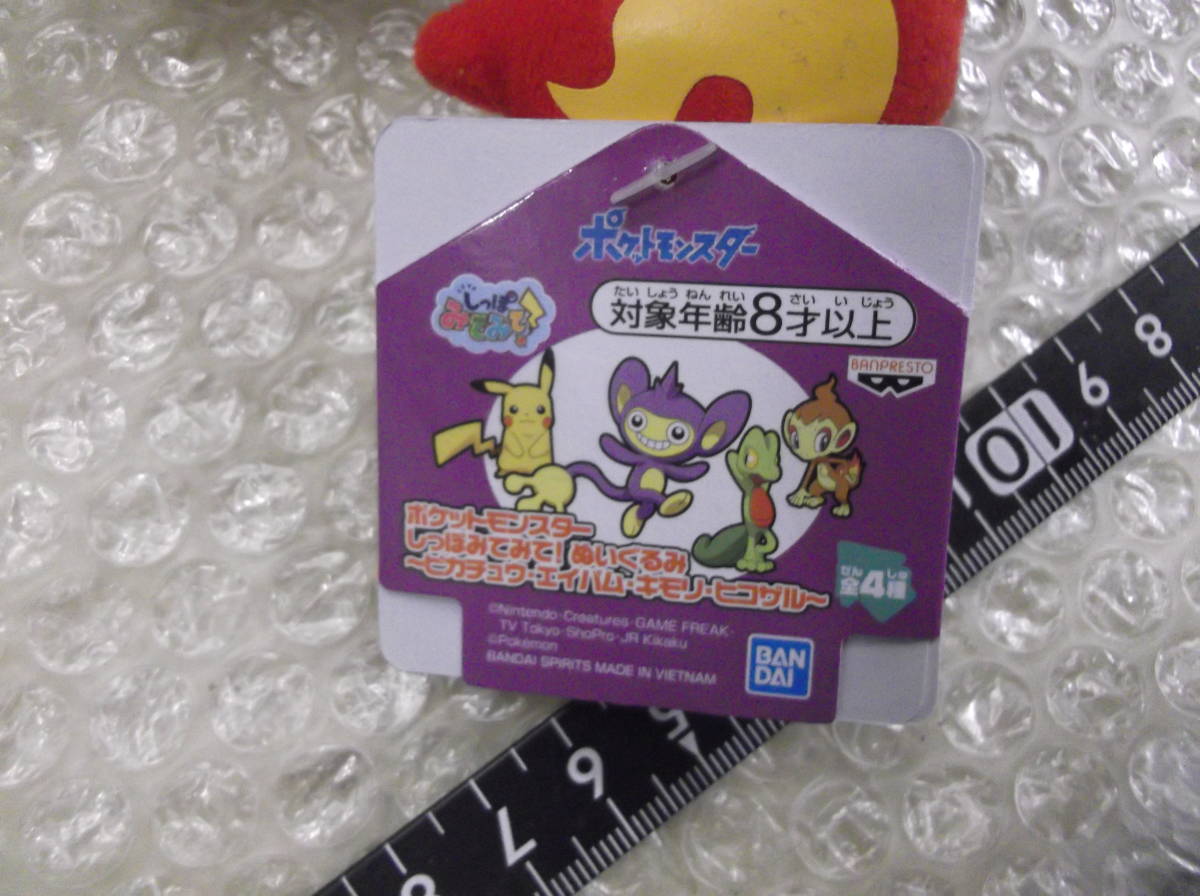 ポケットモンスター
しっぽ
みてみて!
たいしょうねんれい さいいじょう
対象年齢8才以上
BANPRESTO
ポケットモンスター
しっぽみてみて! ぬいぐるみ
~ピカチュウ・エイパム・キモリ・ヒコザル~
ぜん しゅ
全4種
©Nintendo·Creatures·GAME FREAK·
TV Tokyo·ShoPro·JR Kikaku
©Pokémon
BANDAI SPIRITS MADE IN VIETNAM
BAN
DAI
8
9
10
5
6
7
8